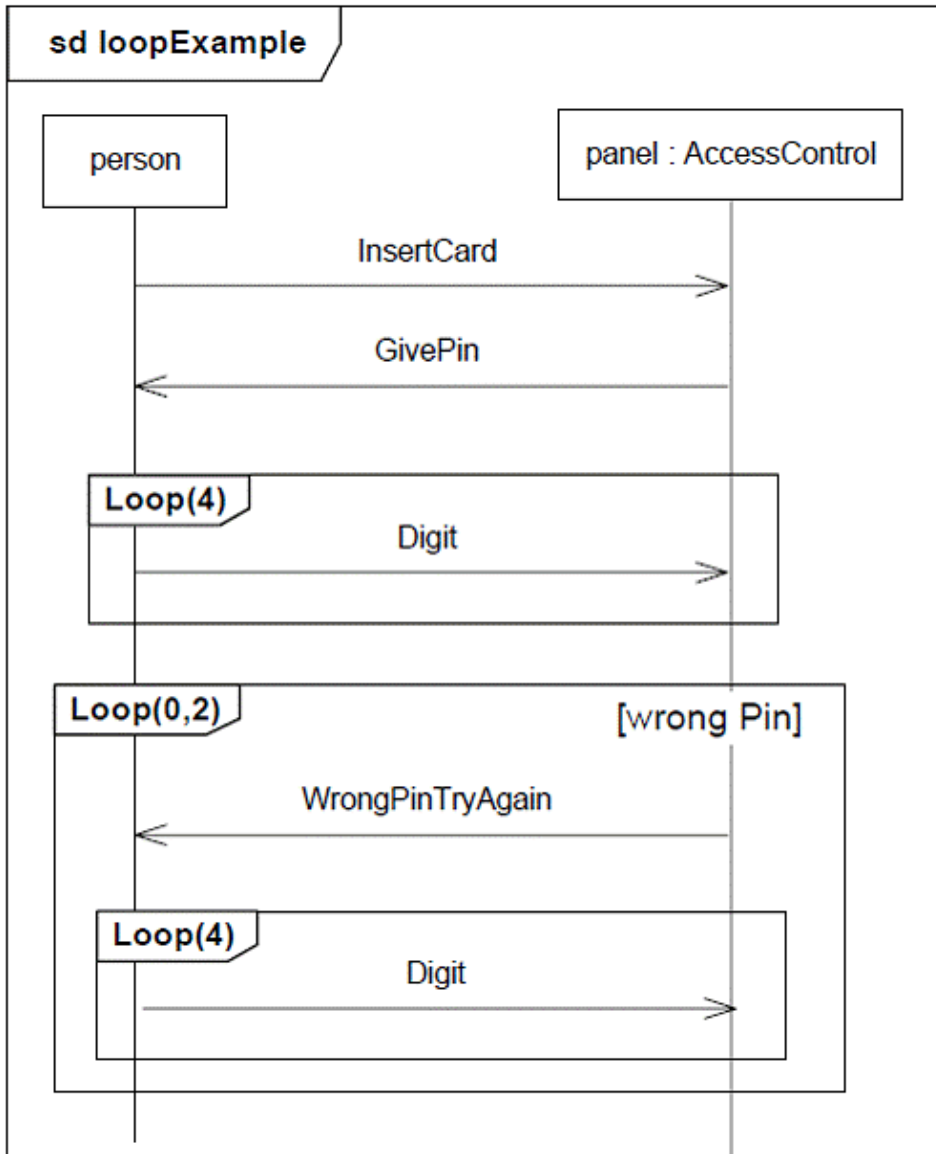 sd loopExample
person
panel : AccessControl
InsertCard
GivePin
Loop(4)
Digit
Loop(0,2)
[wrong Pin]
WrongPinTryAgain
Loop(4)
Digit